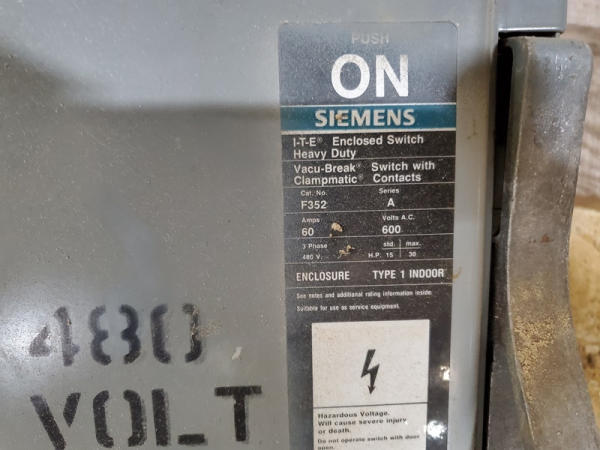 PUSH
ON
SIEMENS
I-T-E® Enclosed Switch
Heavy Duty
Vacu-Break® Switch with
Clampmatic® Contacts
Cat. No. Series
F352 A
Amps Volts A.C.
60 600
3 Phase std. max.
480 V. H.P. 15 30
ENCLOSURE TYPE 1 INDOOR
See notes and additional rating information inside.
Suitable for use as service equipment.
480
VOLT
Hazardous Voltage.
Will cause severe injury
or death.
Do not operate switch with door
open.